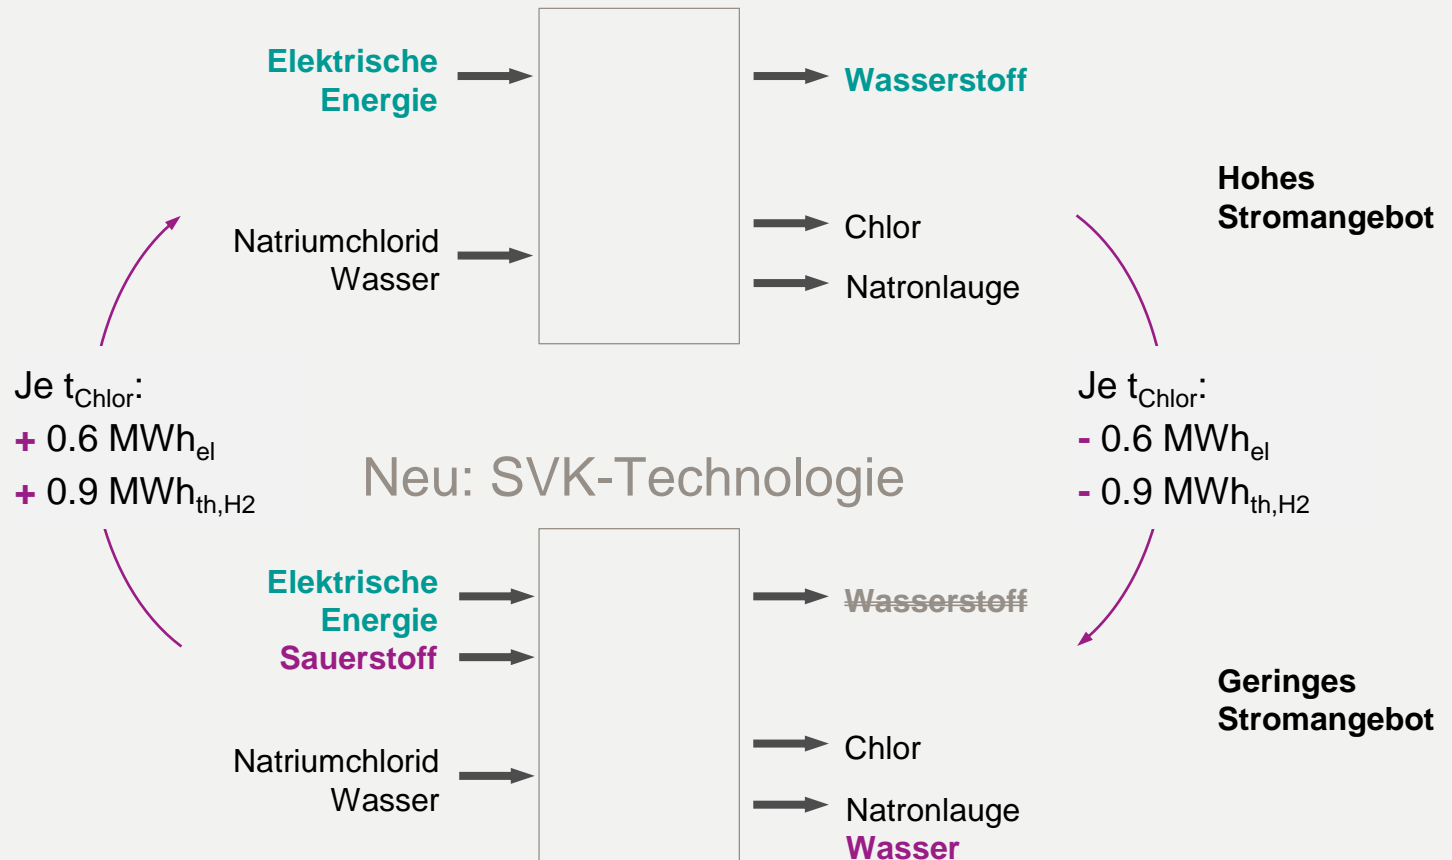 Elektrische
Energie
Wasserstoff
Hohes
Stromangebot
Natriumchlorid
Wasser
Chlor
Natronlauge
Je tChlor:
+ 0.6 MWhel
+ 0.9 MWhth,H2
Neu: SVK-Technologie
Je tChlor:
- 0.6 MWhel
- 0.9 MWhth,H2
Elektrische
Energie
Sauerstoff
Wasserstoff
Geringes
Stromangebot
Natriumchlorid
Wasser
Chlor
Natronlauge
Wasser